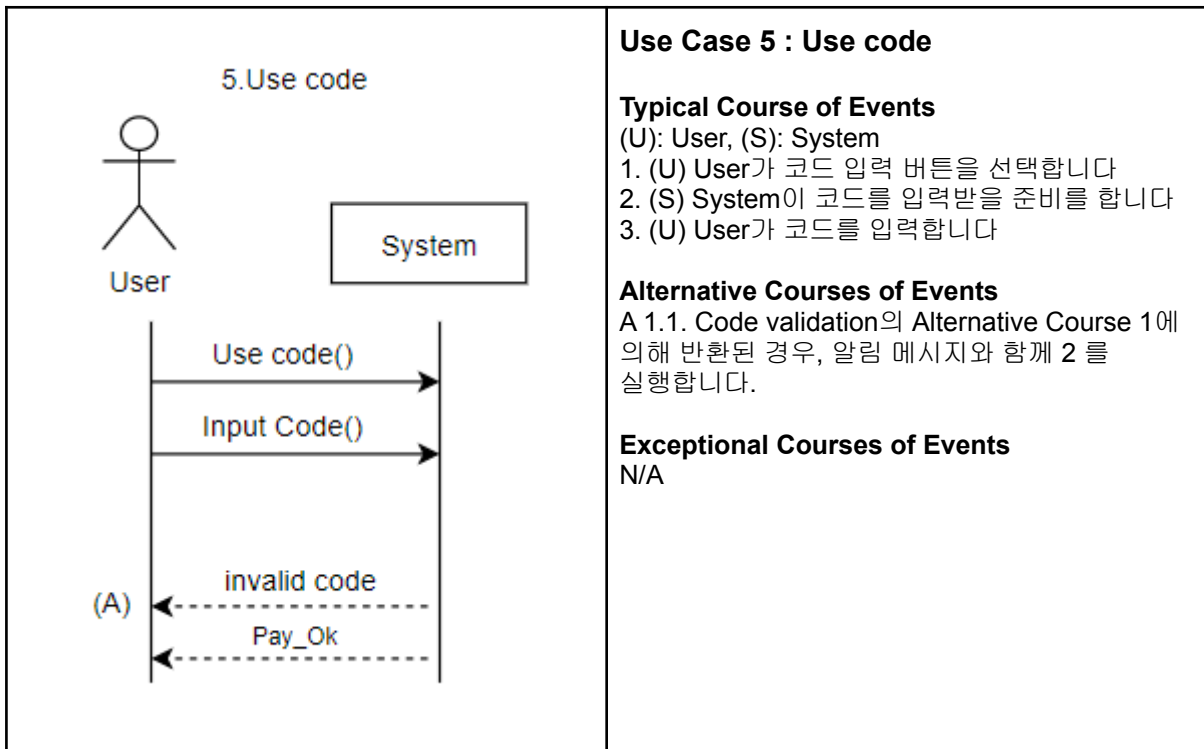 5.Use code
User
System
Use code()
Input Code()
(A)
invalid code
Pay_Ok
Use Case 5 : Use code
Typical Course of Events
(U): User, (S): System
1. (U) User가 코드 입력 버튼을 선택합니다
2. (S) System이 코드를 입력받을 준비를 합니다
3. (U) User가 코드를 입력합니다
Alternative Courses of Events
A 1.1. Code validation의 Alternative Course 1에
의해 반환된 경우, 알림 메시지와 함께 2 를
실행합니다.
Exceptional Courses of Events
N/A